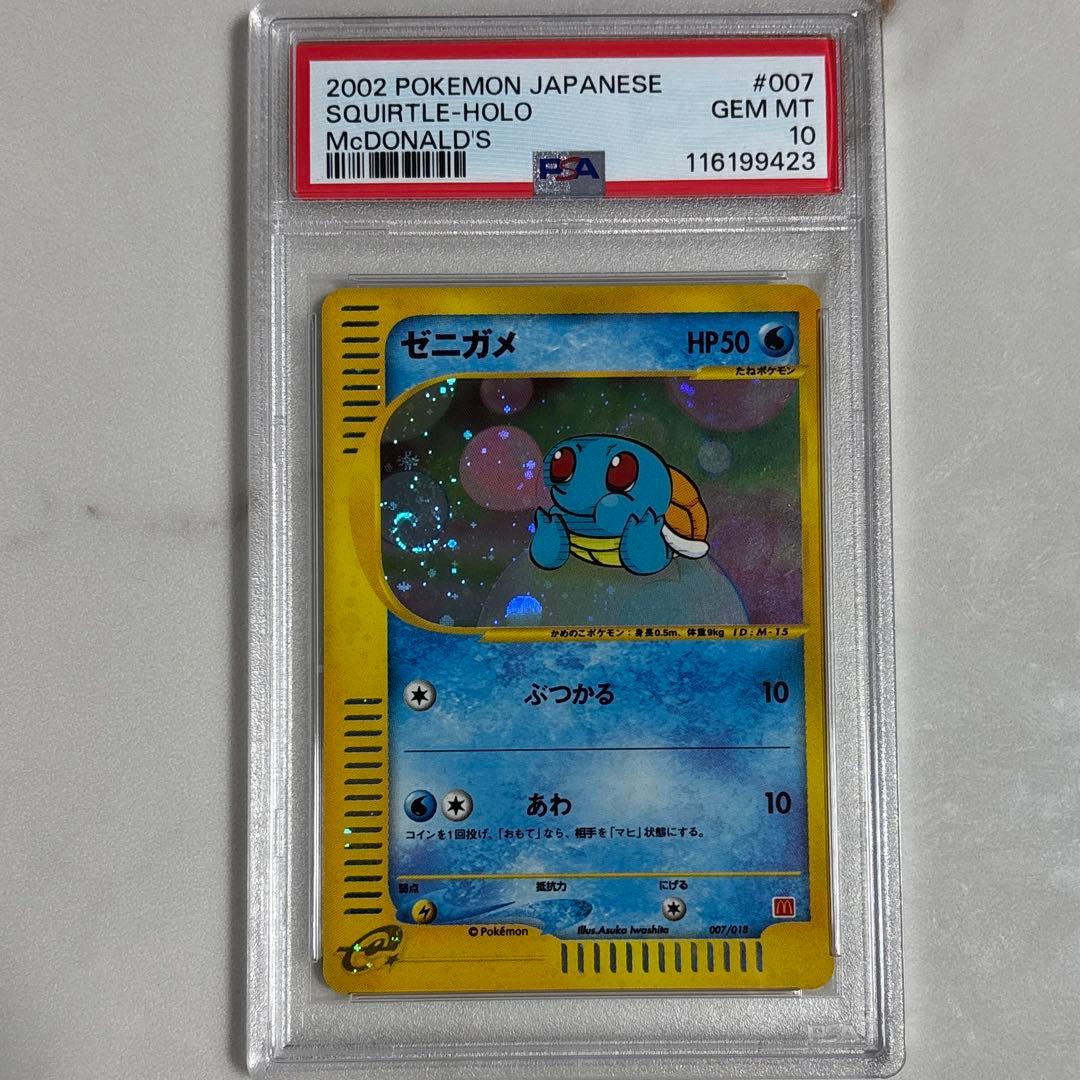 2002 POKEMON JAPANESE #007
SQUIRTLE-HOLO GEM MT
McDONALD'S 10
PSA 116199423
ゼニガメ HP50
たねポケモン
かめのこポケモン：身長0.5m、体重9kg ID:M-15
ぶつかる 10
あわ 10
コインを1回投げ、「おもて」なら、相手を「マヒ」状態にする。
弱点 抵抗力 にげる
©Pokémon Illus.Asuka Iwashita 007/018
e
PSA